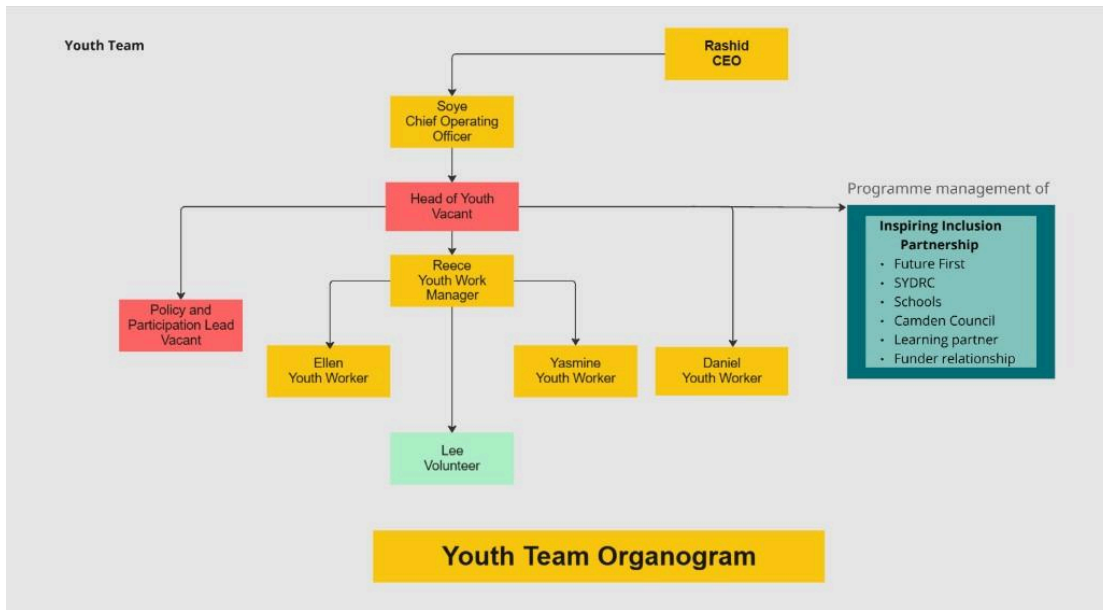 Youth Team
Rashid
CEO
Soye
Chief Operating
Officer
Head of Youth
Vacant
Programme management of
Inspiring Inclusion
Partnership
• Future First
• SYDRC
• Schools
• Camden Council
• Learning partner
• Funder relationship
Reece
Youth Work
Manager
Policy and
Participation Lead
Vacant
Ellen
Youth Worker
Yasmine
Youth Worker
Daniel
Youth Worker
Lee
Volunteer
Youth Team Organogram